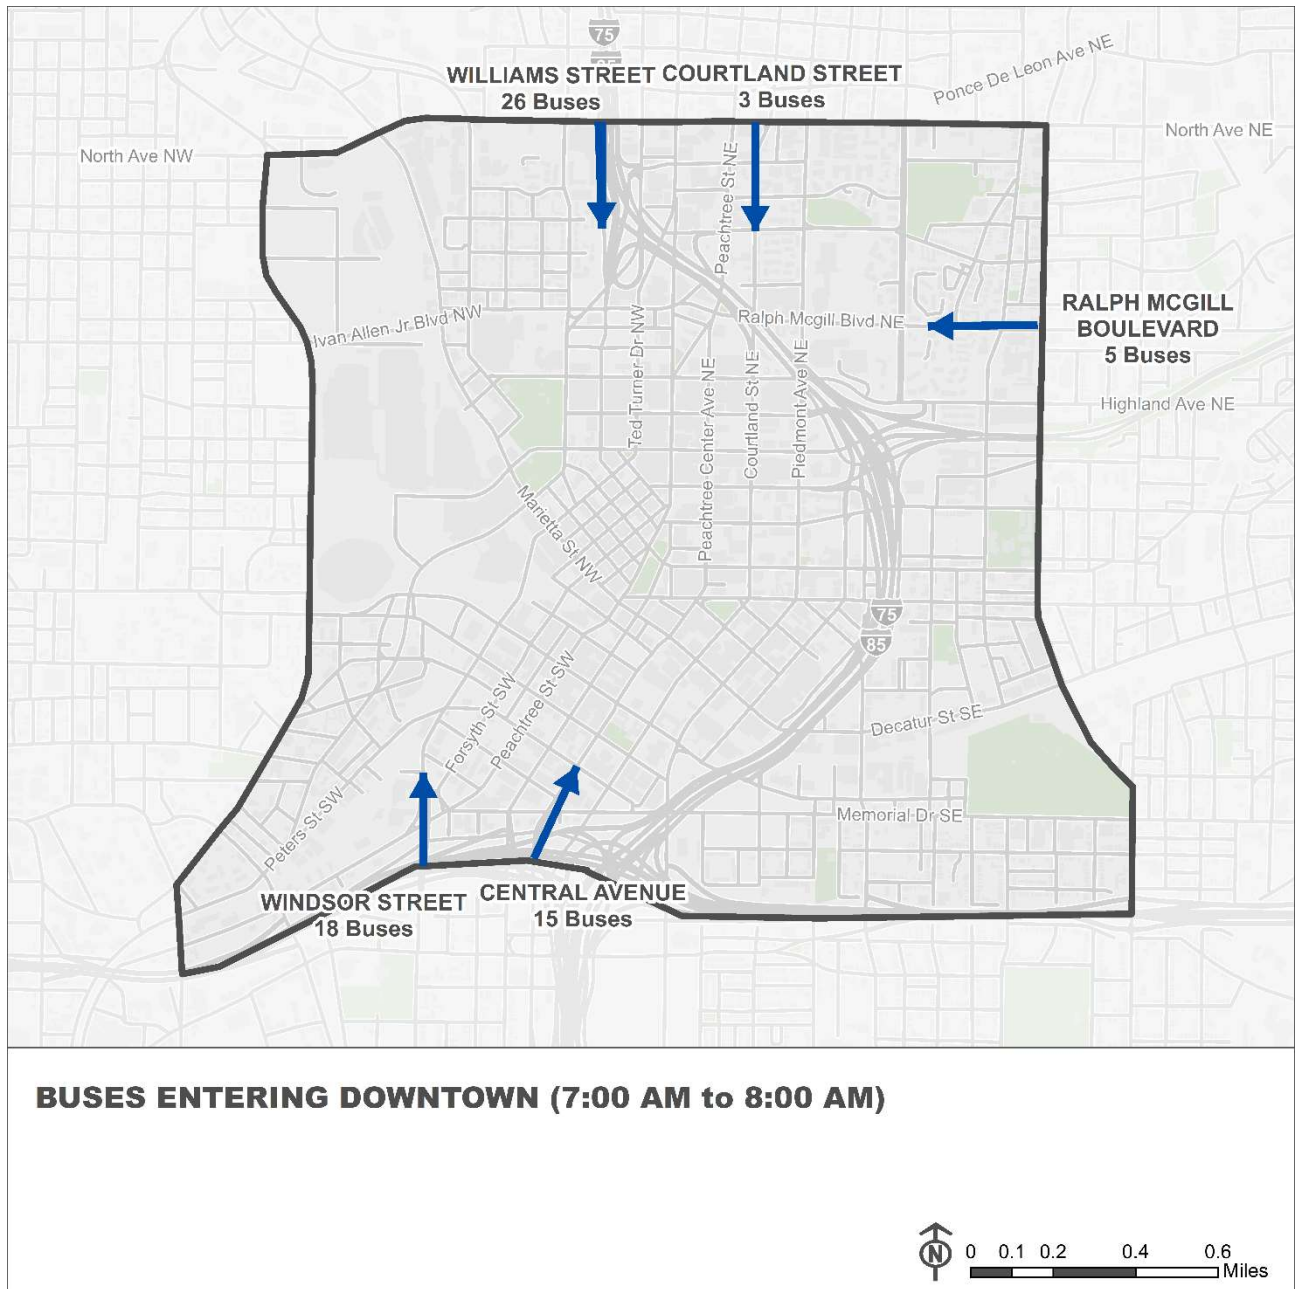 75
85
WILLIAMS STREET
26 Buses
COURTLAND STREET
3 Buses
Ponce De Leon Ave NE
North Ave NE
North Ave NW
Peachtree St NE
RALPH MCGILL
BOULEVARD
5 Buses
Ivan Allen Jr Blvd NW
Ralph Mcgill Blvd NE
Ted Turner Dr NW
Peachtree Center Ave NE
Courtland St NE
Piedmont Ave NE
Highland Ave NE
Marietta St NW
75
85
Forsyth St SW
Peachtree St SW
Decatur St SE
Peters St SW
Memorial Dr SE
WINDSOR STREET
18 Buses
CENTRAL AVENUE
15 Buses
BUSES ENTERING DOWNTOWN (7:00 AM to 8:00 AM)
N
0 0.1 0.2 0.4 0.6
Miles